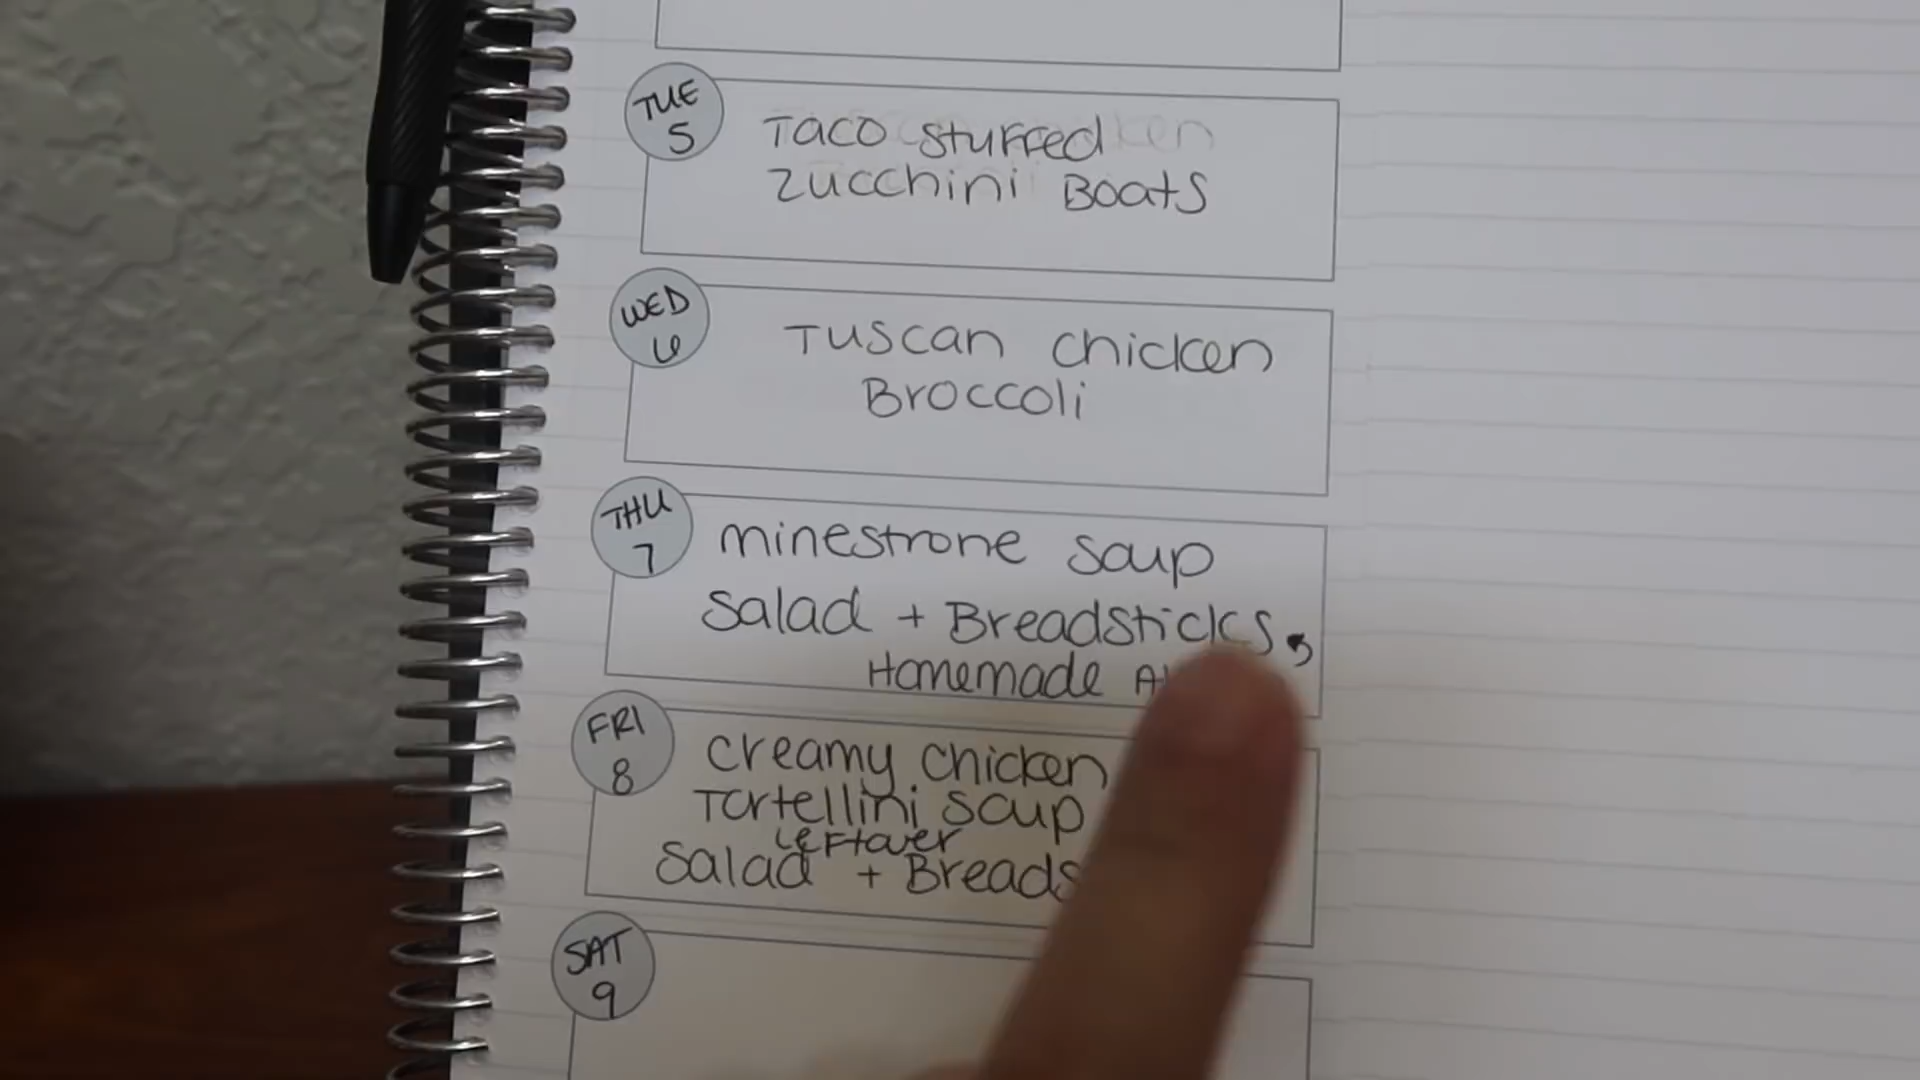 TUE
5
Taco Stuffed
Zucchini Boats
WED
6
Tuscan Chicken
Broccoli
THU
7
minestrone soup
Salad + Breadsticks,
Homemade
FRI
8
Creamy Chicken
Tortellini Soup
Leftover
Salad + Breads
SAT
9